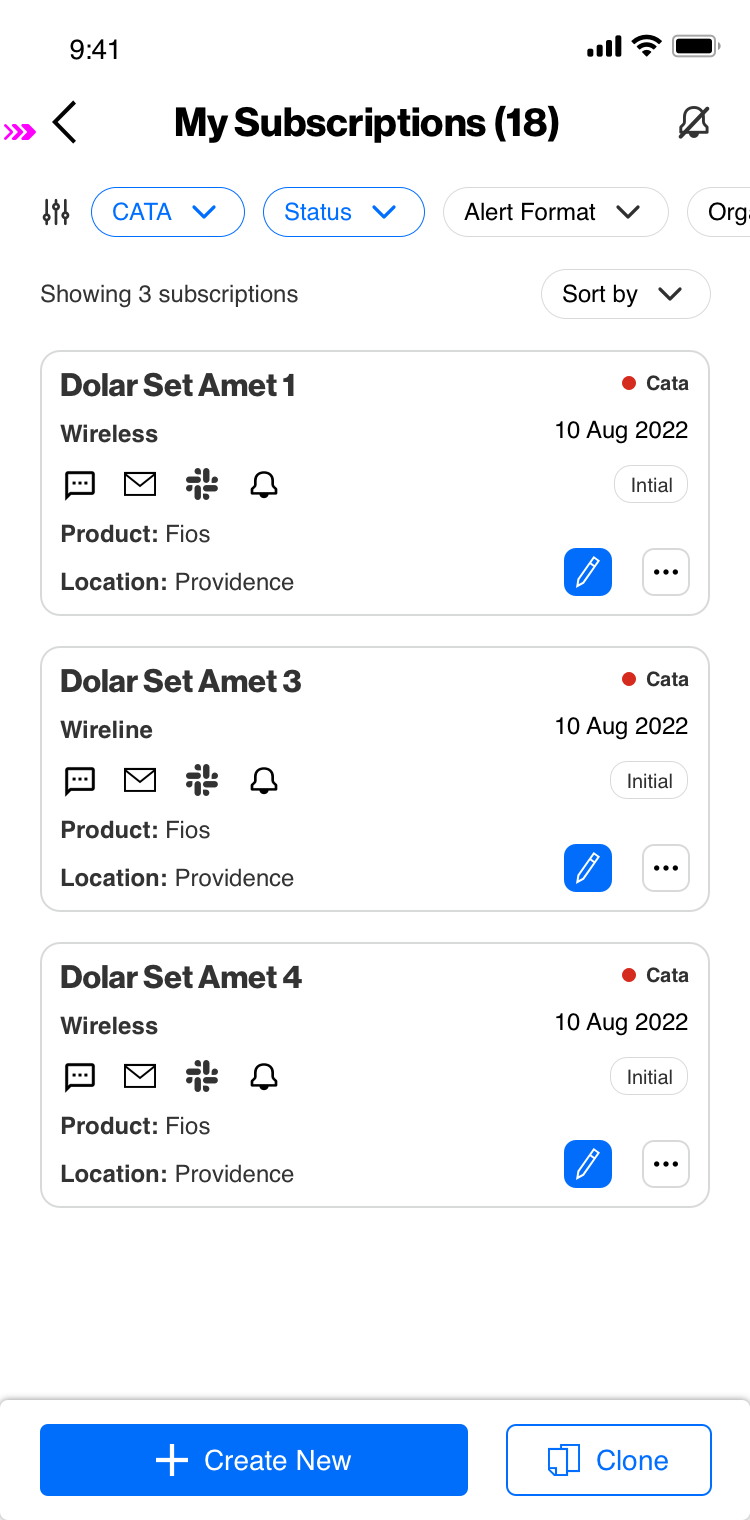 9:41
My Subscriptions (18)
CATA Status Alert Format Orga
Showing 3 subscriptions Sort by
Dolar Set Amet 1 Cata
Wireless 10 Aug 2022
Intial
Product: Fios
Location: Providence
Dolar Set Amet 3 Cata
Wireline 10 Aug 2022
Initial
Product: Fios
Location: Providence
Dolar Set Amet 4 Cata
Wireless 10 Aug 2022
Initial
Product: Fios
Location: Providence
Create New Clone